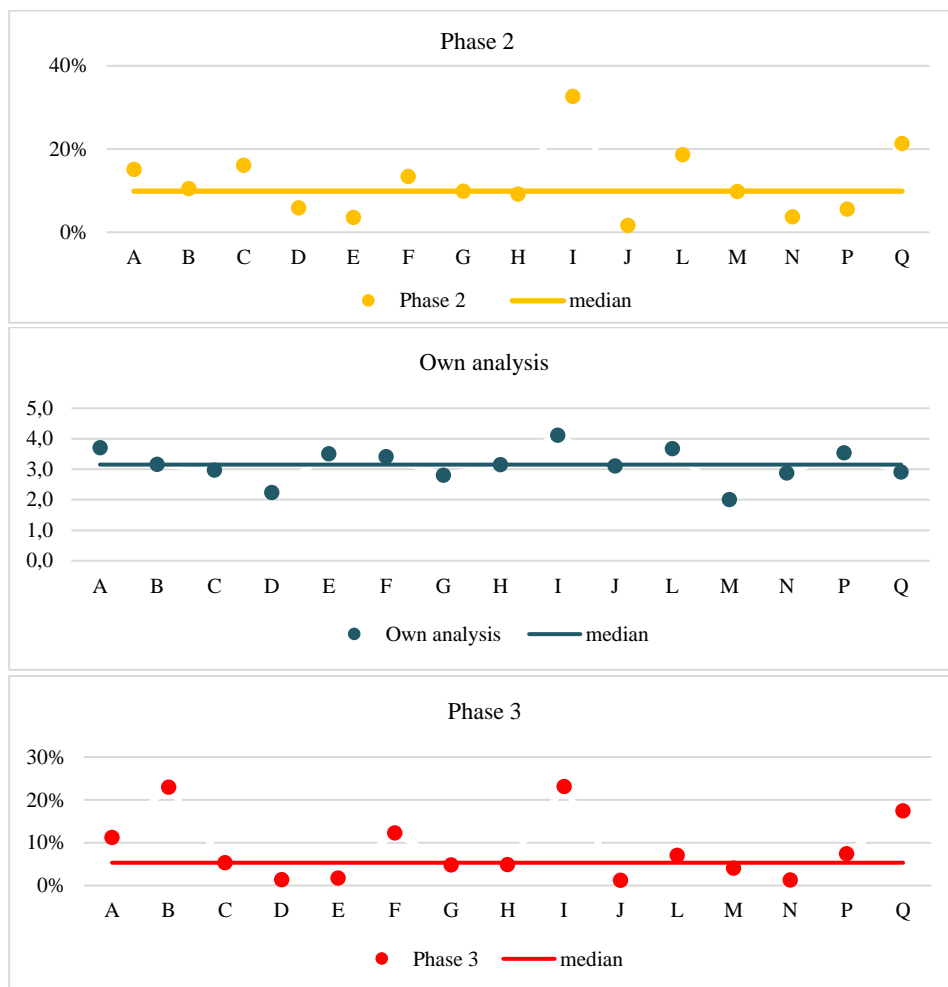 Phase 2
40%
20%
0%
A B C D E F G H I J L M N P Q
Phase 2 median
Own analysis
5,0
4,0
3,0
2,0
1,0
0,0
A B C D E F G H I J L M N P Q
Own analysis median
Phase 3
30%
20%
10%
0%
A B C D E F G H I J L M N P Q
Phase 3 median